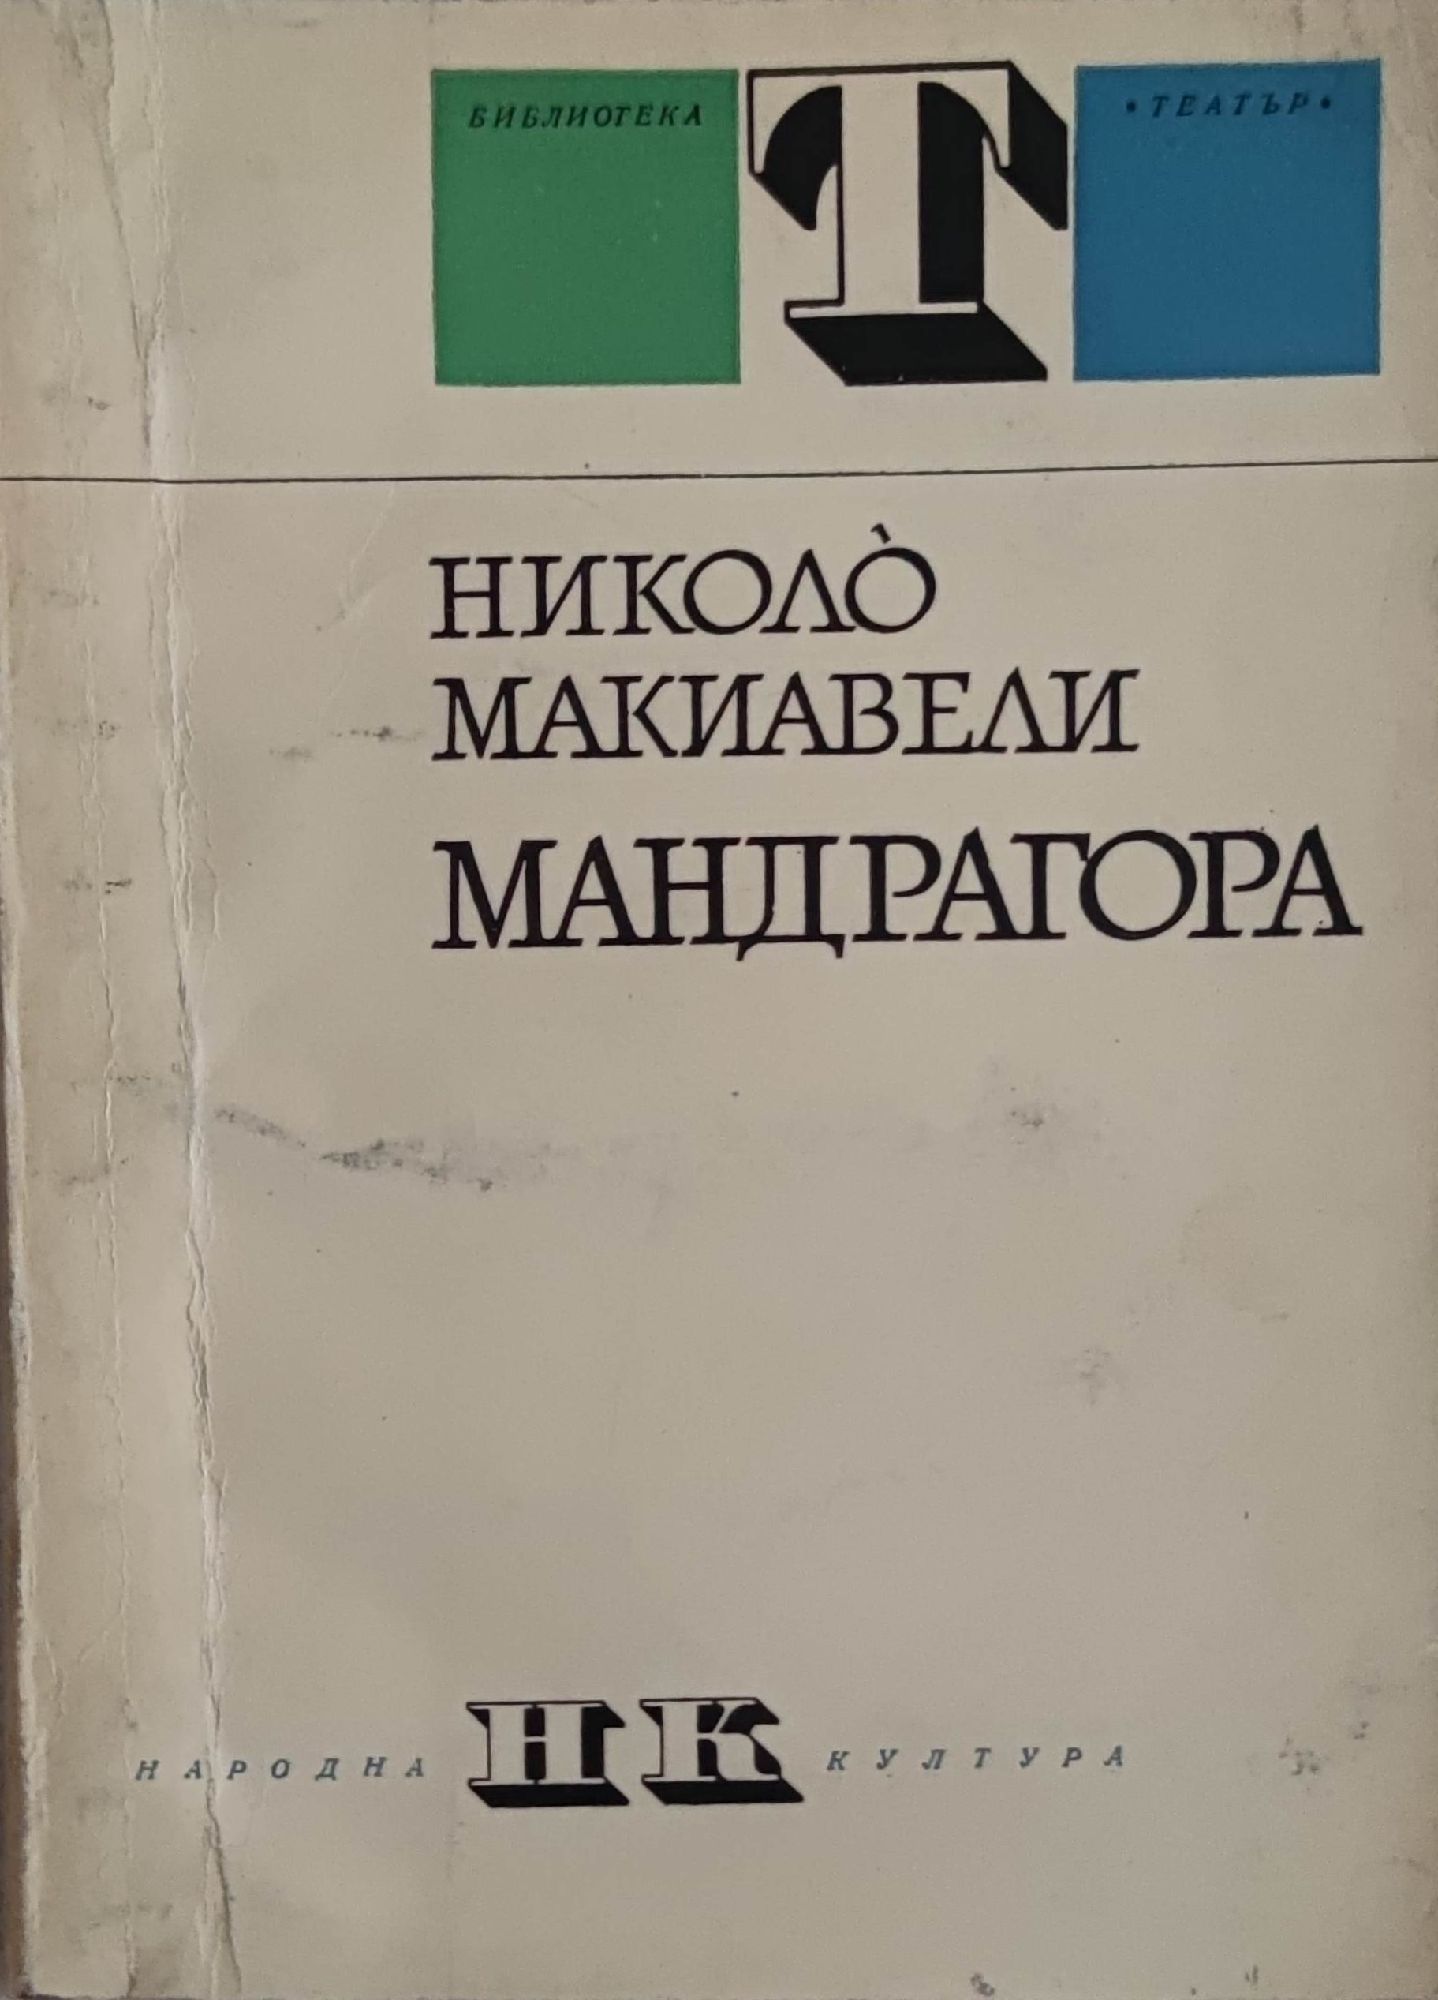 БИБЛИОТЕКА Т •ТЕАТЪР•
НИКОЛО̀
МАКИАВЕЛИ
МАНДРАГОРА
НАРОДНА НК КУЛТУРА